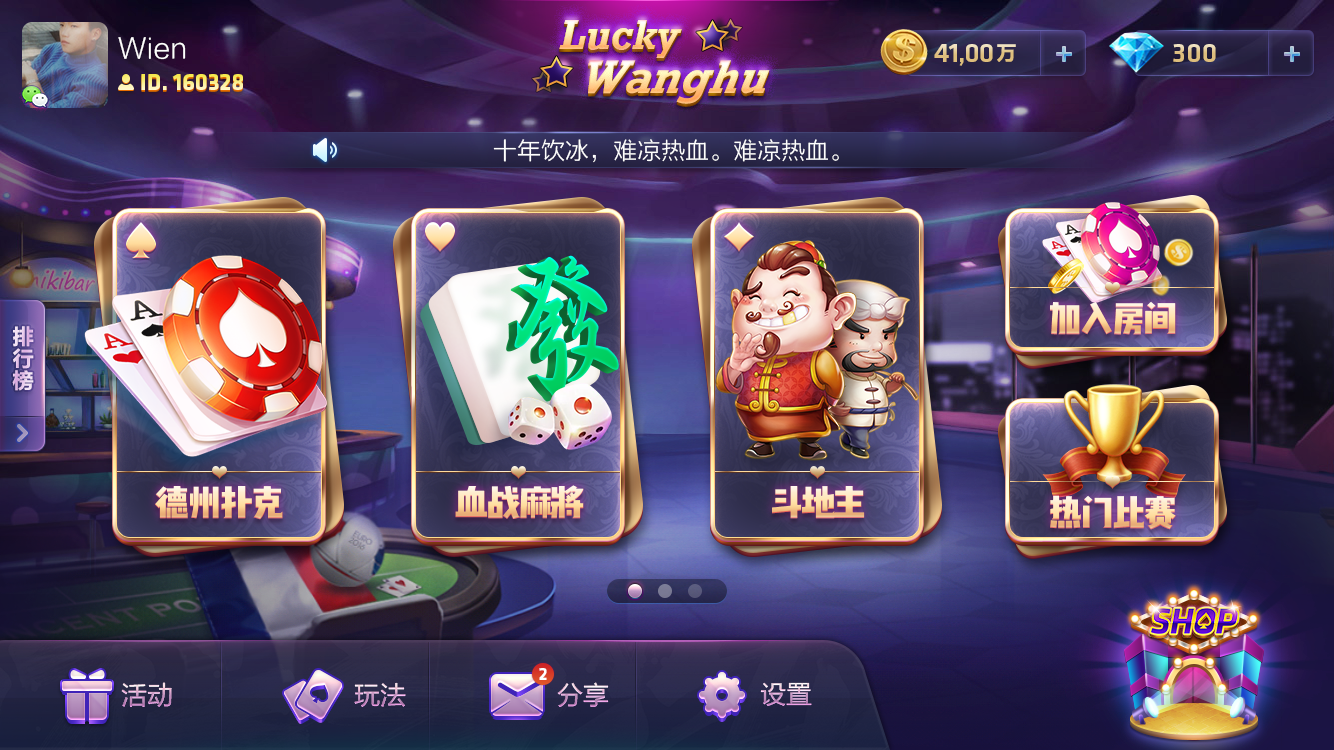 Wien
ID. 160328
Lucky
Wanghu
41,00万
+
300
+
十年饮冰，难凉热血。难凉热血。
排行榜
A
A
德州扑克
發
血战麻将
斗地主
A
A
加入房间
热门比赛
SHOP
活动
玩法
2
分享
设置